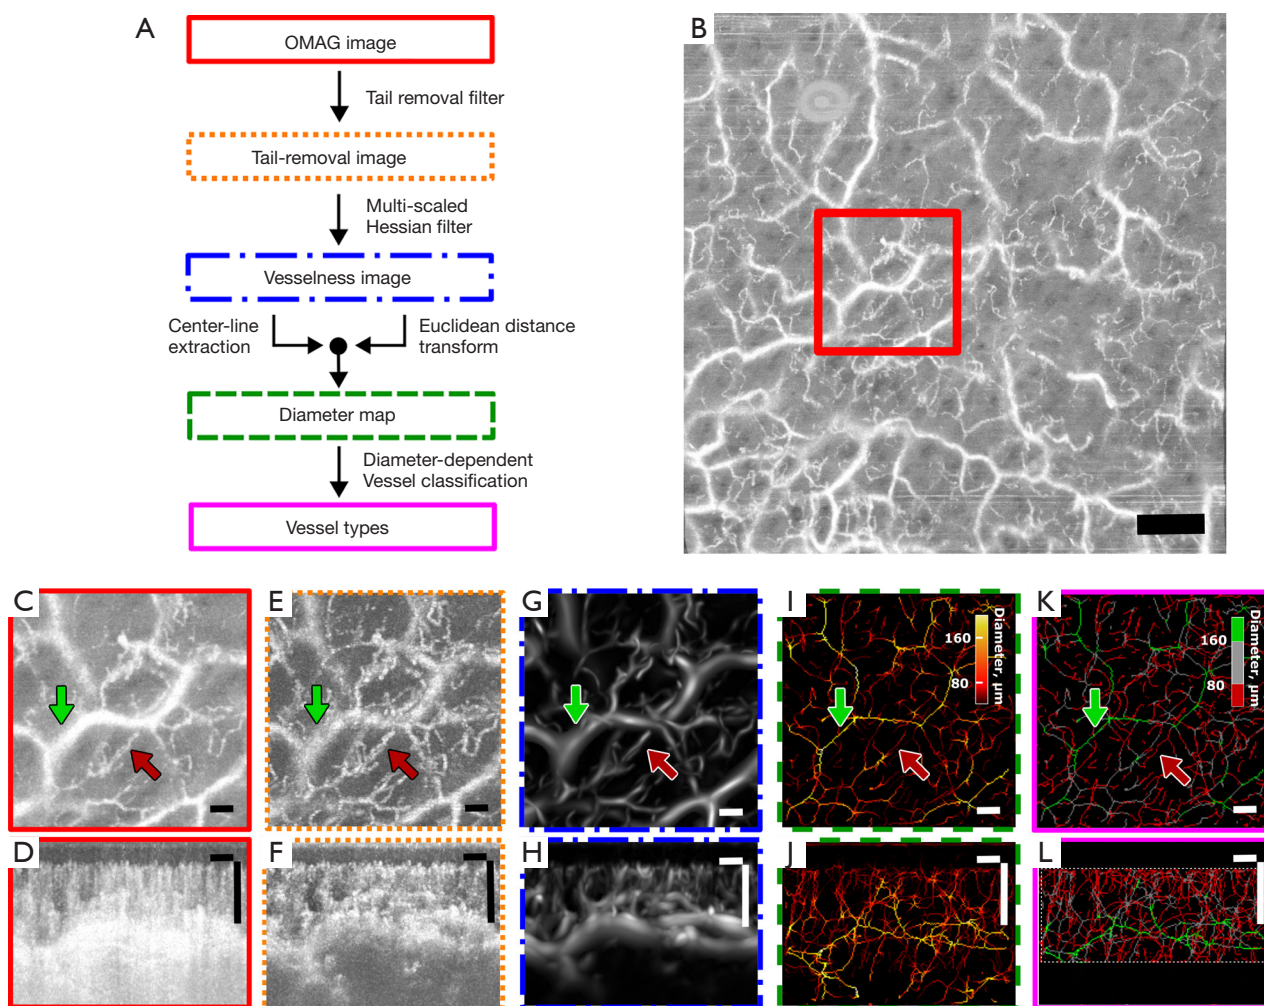 A
OMAG image
Tail removal filter
Tail-removal image
Multi-scaled
Hessian filter
Vesselness image
Center-line
extraction
Euclidean distance
transform
Diameter map
Diameter-dependent
Vessel classification
Vessel types
B
C
E
G
I
160
80
Diameter, μm
K
160
80
Diameter, μm
D
F
H
J
L